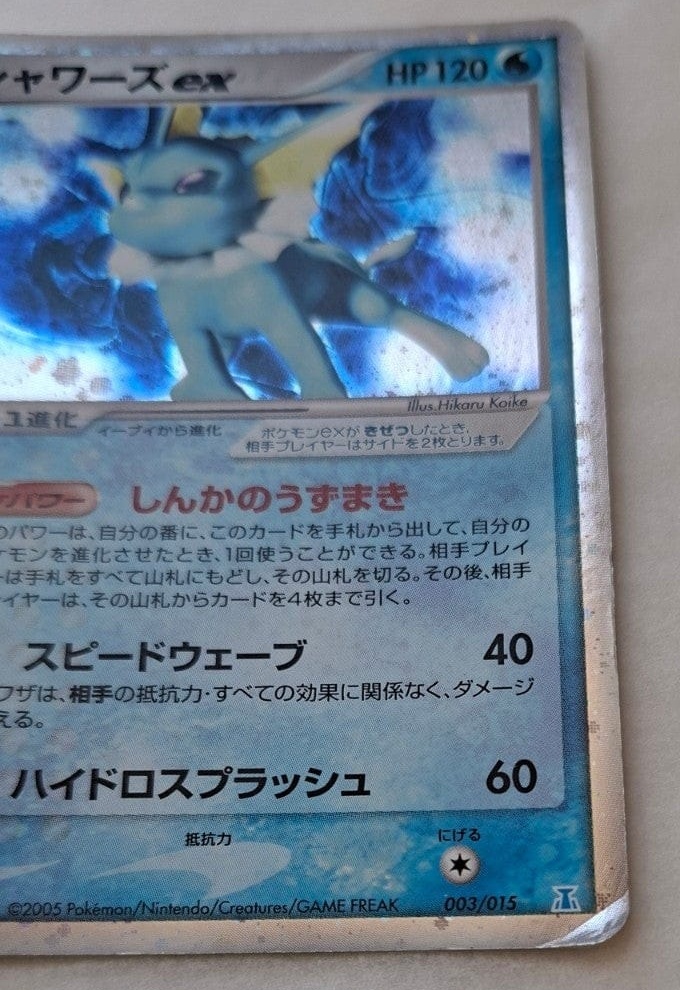 シャワーズex HP 120
1進化 イーブイから進化
Illus. Hikaru Koike
ポケモンexが きぜつしたとき、
相手プレイヤーはサイドを2枚とります。
パワー しんかのうずまき
のパワーは、自分の番に、このカードを手札から出して、自分の
ケモンを進化させたとき、1回使うことができる。相手プレイ
ーは手札をすべて山札にもどし、その山札を切る。その後、相手
レイヤーは、その山札からカードを4枚まで引く。
スピードウェーブ 40
ワザは、相手の抵抗力・すべての効果に関係なく、ダメージ
える。
ハイドロスプラッシュ 60
抵抗力 にげる
©2005 Pokémon/Nintendo/Creatures/GAME FREAK 003/015